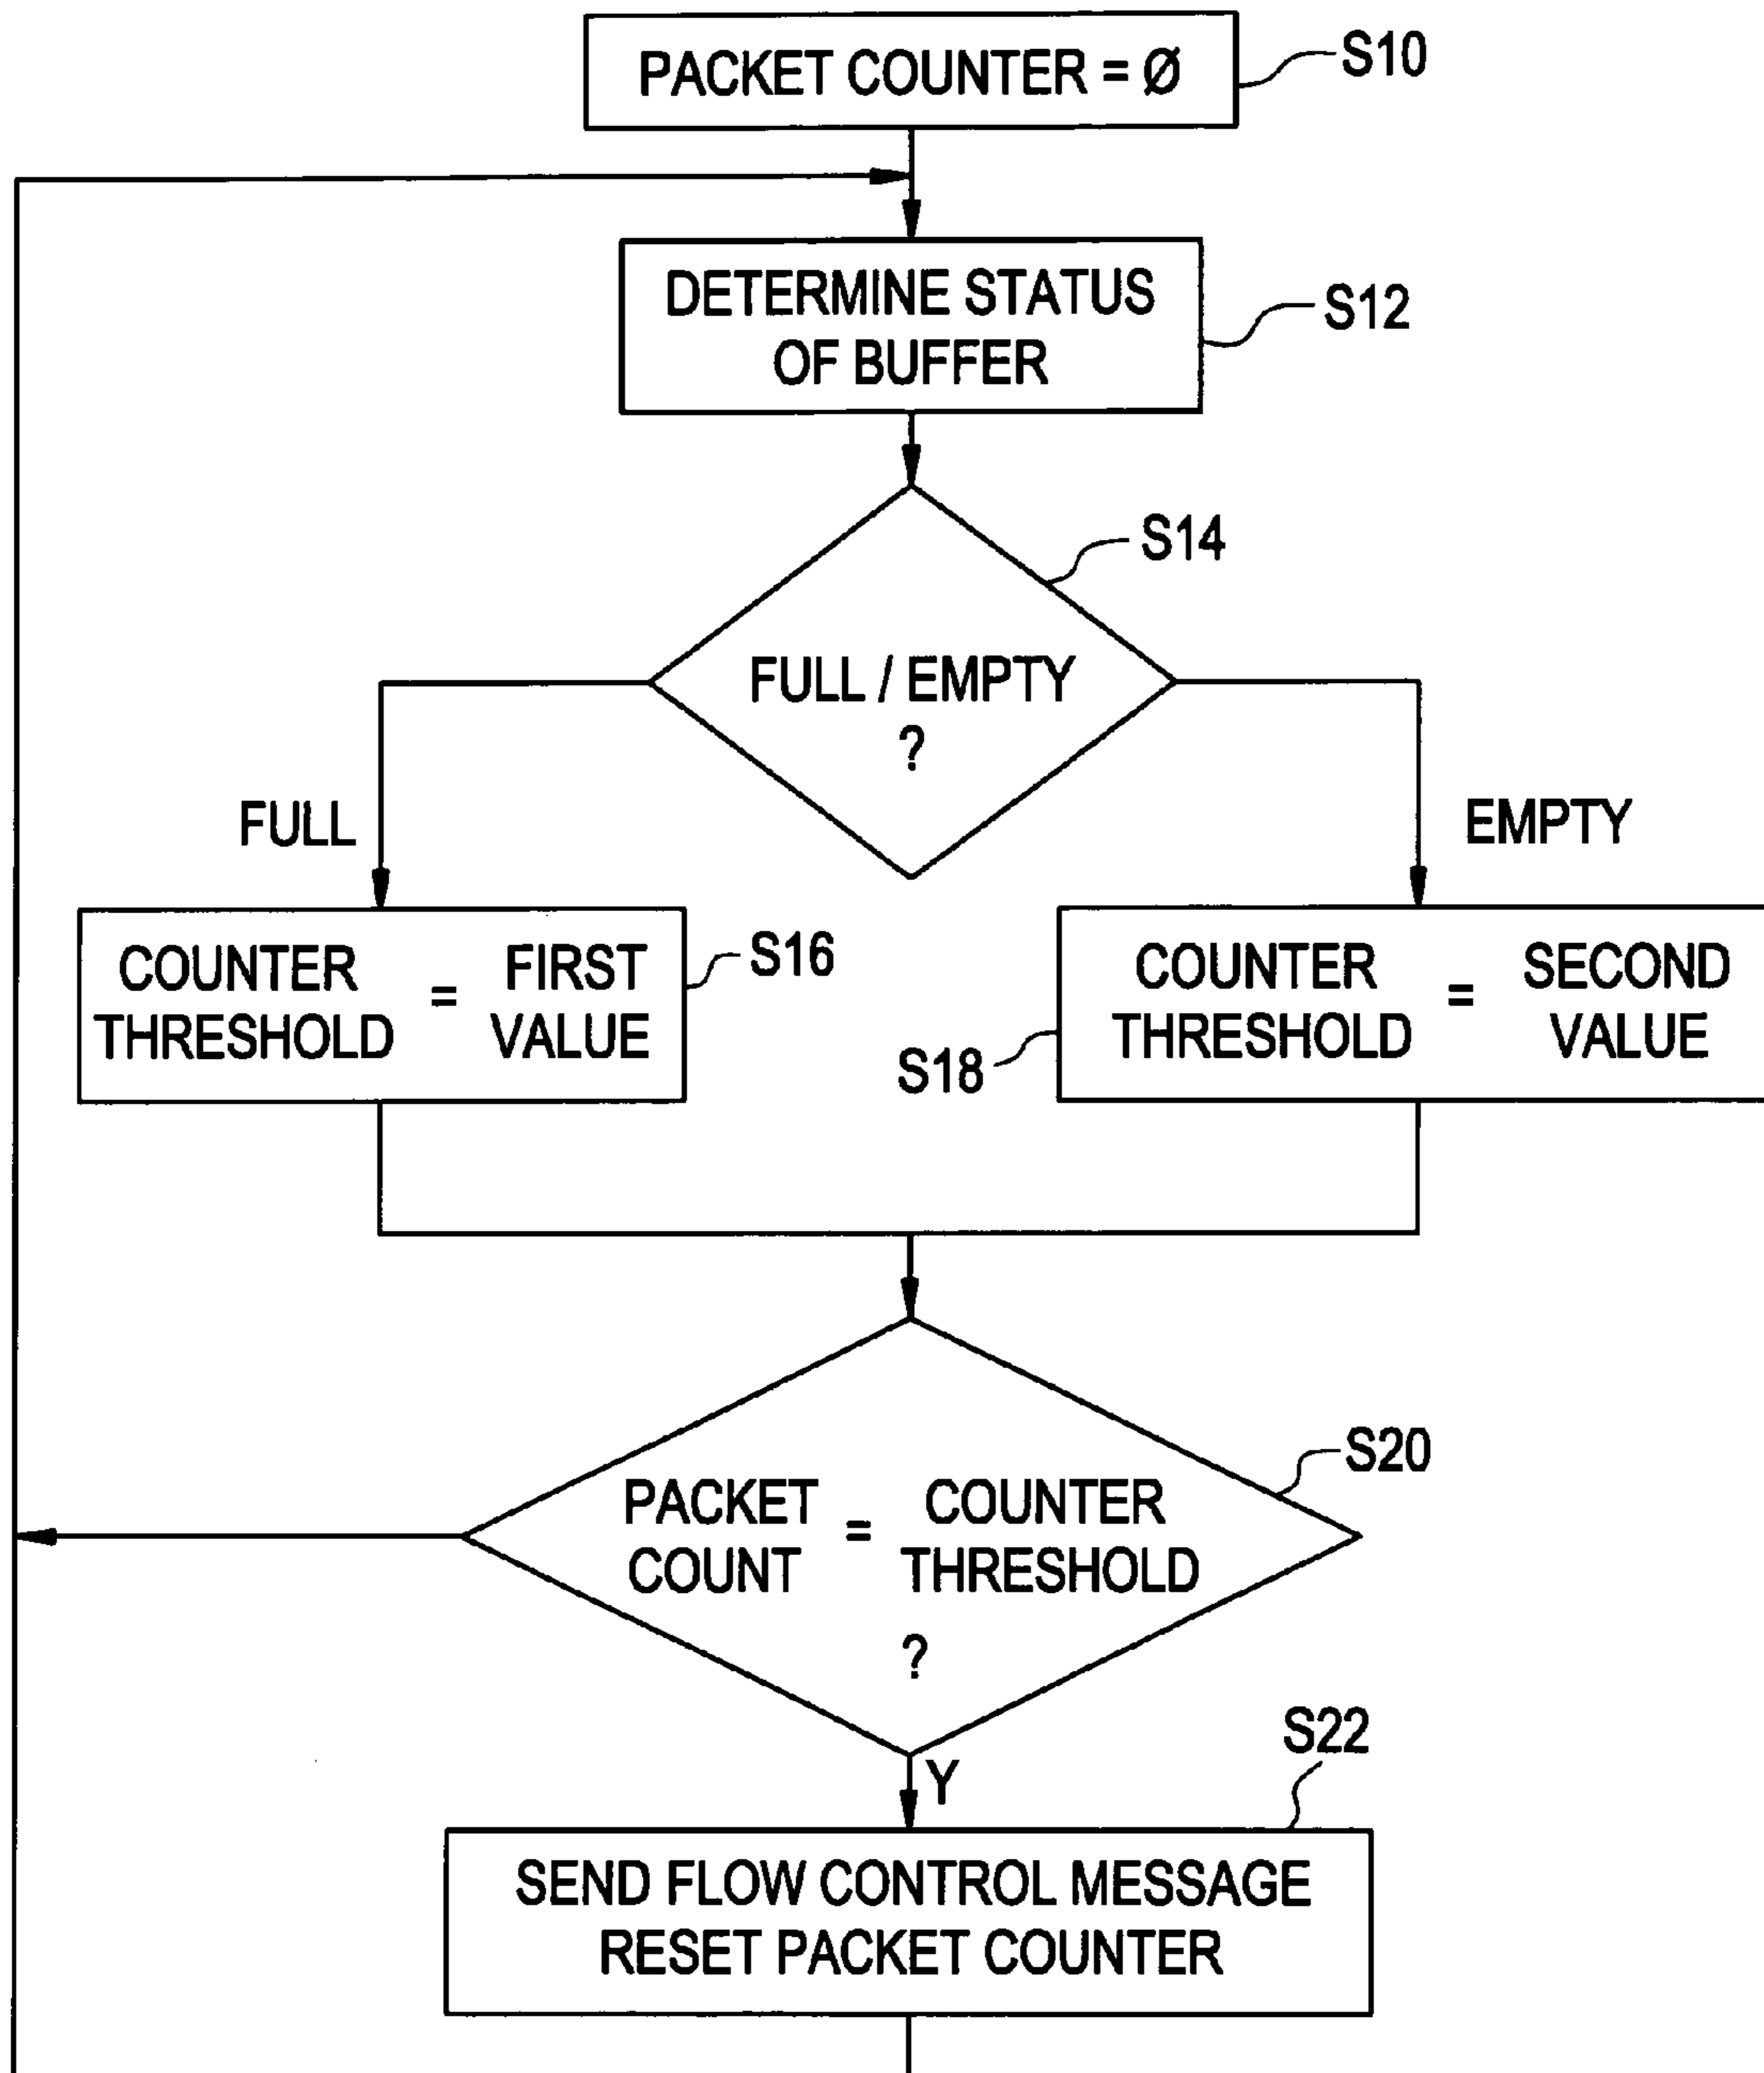 PACKET COUNTER = Ø
S10
DETERMINE STATUS
OF BUFFER
S12
S14
FULL / EMPTY
?
FULL
EMPTY
COUNTER
THRESHOLD
=
FIRST
VALUE
S16
COUNTER
THRESHOLD
=
SECOND
VALUE
S18
PACKET
COUNT
=
COUNTER
THRESHOLD
?
S20
Y
S22
SEND FLOW CONTROL MESSAGE
RESET PACKET COUNTER